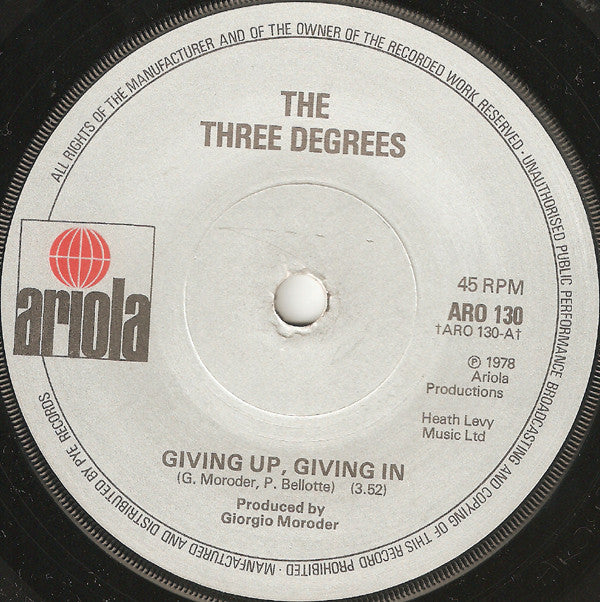 ALL RIGHTS OF THE MANUFACTURER AND OF THE OWNER OF THE RECORDED WORK RESERVED · UNAUTHORISED PUBLIC PERFORMANCE BROADCASTING AND COPYING OF THIS RECORD PROHIBITED · MANUFACTURED AND DISTRIBUTED BY PYE RECORDS
THE
THREE DEGREES
ariola
45 RPM
ARO 130
†ARO 130-A†
℗ 1978
Ariola
Productions
Heath Levy
Music Ltd
GIVING UP, GIVING IN
(G. Moroder, P. Bellotte) (3.52)
Produced by
Giorgio Moroder